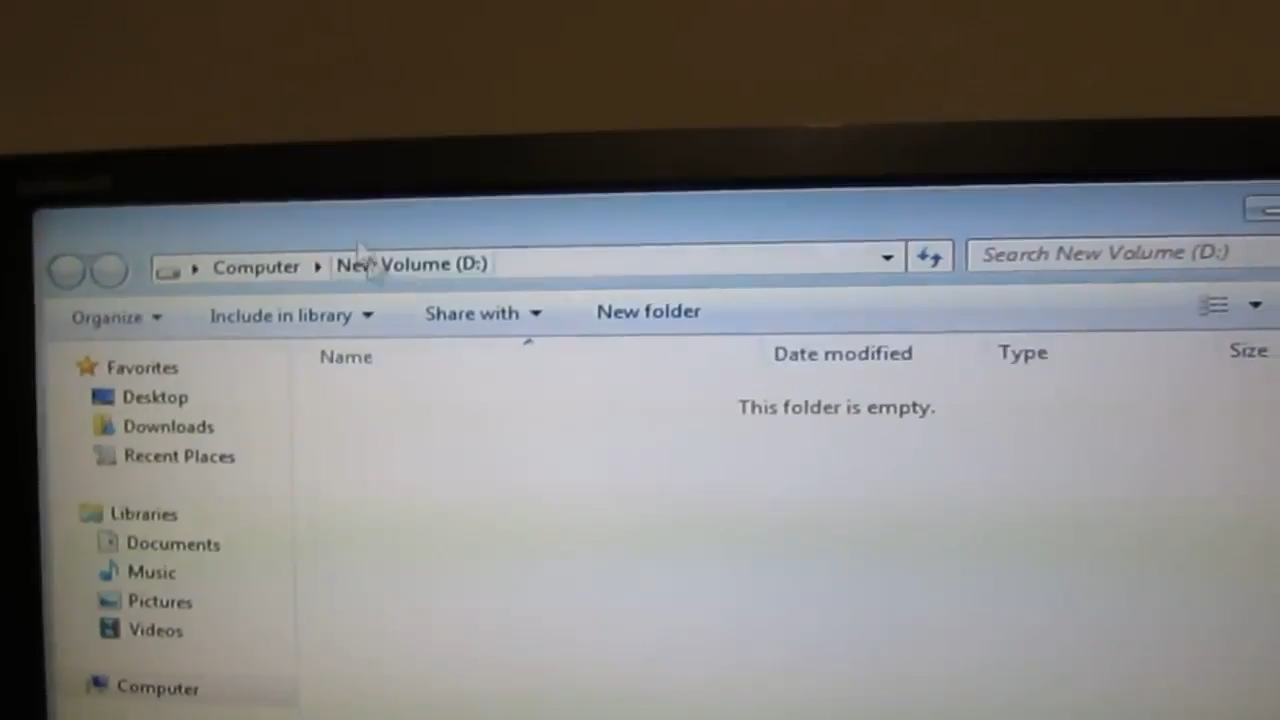 Computer New Volume (D:) Search New Volume (D:)
Organize Include in library Share with New folder
Name Date modified Type Size
This folder is empty.
Favorites
Desktop
Downloads
Recent Places
Libraries
Documents
Music
Pictures
Videos
Computer